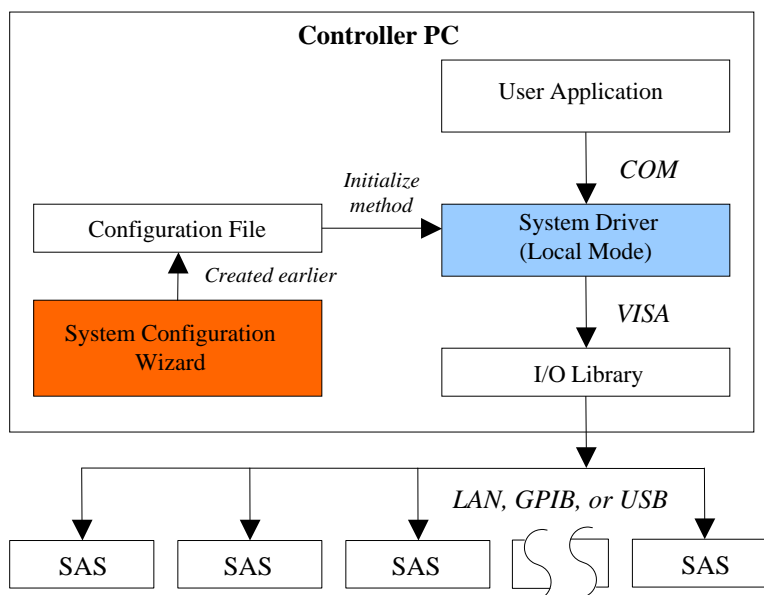 Controller PC
User Application
COM
Initialize
method
Configuration File
System Driver
(Local Mode)
Created earlier
System Configuration
Wizard
VISA
I/O Library
LAN, GPIB, or USB
SAS
SAS
SAS
SAS